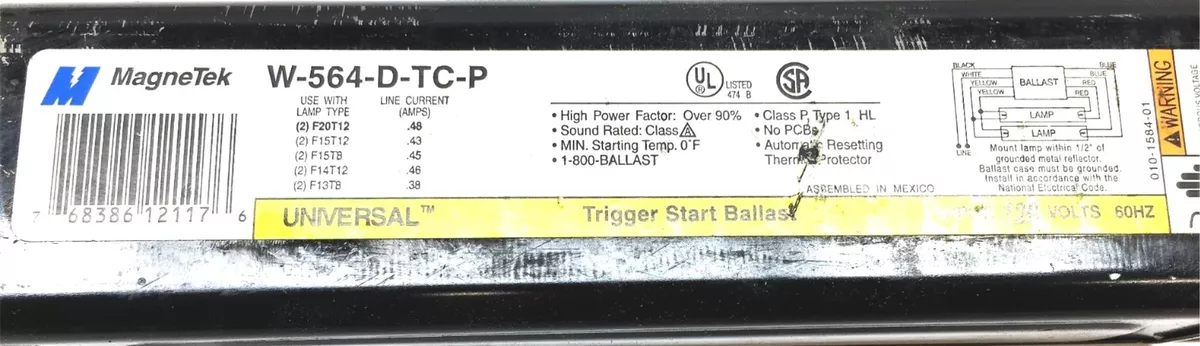 MagneTek
W-564-D-TC-P
USE WITH LAMP TYPE LINE CURRENT (AMPS)
(2) F20T12 .48
(2) F15T12 .43
(2) F15T8 .45
(2) F14T12 .46
(2) F13T8 .38
7 68386 12117 6
UL ® LISTED
474 B
SA
• High Power Factor: Over 90%
• Sound Rated: Class A
• MIN. Starting Temp. 0°F
• 1-800-BALLAST
• Class P, Type 1 HL
• No PCBs
• Automatic Resetting
Thermal Protector
ASSEMBLED IN MEXICO
UNIVERSAL™ Trigger Start Ballast VOLTS 60HZ
BLACK
WHITE
YELLOW
YELLOW
BALLAST
BLUE
BLUE
RED
RED
LAMP
LAMP
LINE
Mount lamp within 1/2" of
grounded metal reflector.
Ballast case must be grounded.
Install in accordance with the
National Electrical Code.
010-1584-01
WARNING
VOLTAGE